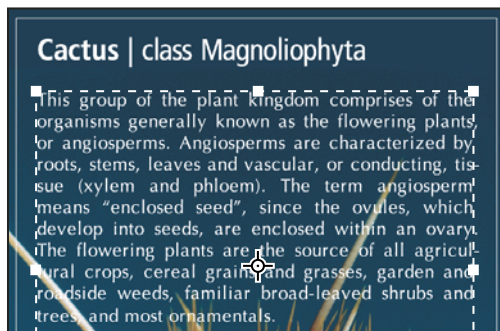 Cactus | class Magnoliophyta
This group of the plant kingdom comprises of the
organisms generally known as the flowering plants,
or angiosperms. Angiosperms are characterized by
roots, stems, leaves and vascular, or conducting, tis-
sue (xylem and phloem). The term angiosperm
means “enclosed seed”, since the ovules, which
develop into seeds, are enclosed within an ovary.
The flowering plants are the source of all agricul-
tural crops, cereal grain and grasses, garden and
roadside weeds, familiar broad-leaved shrubs and
trees, and most ornamentals.